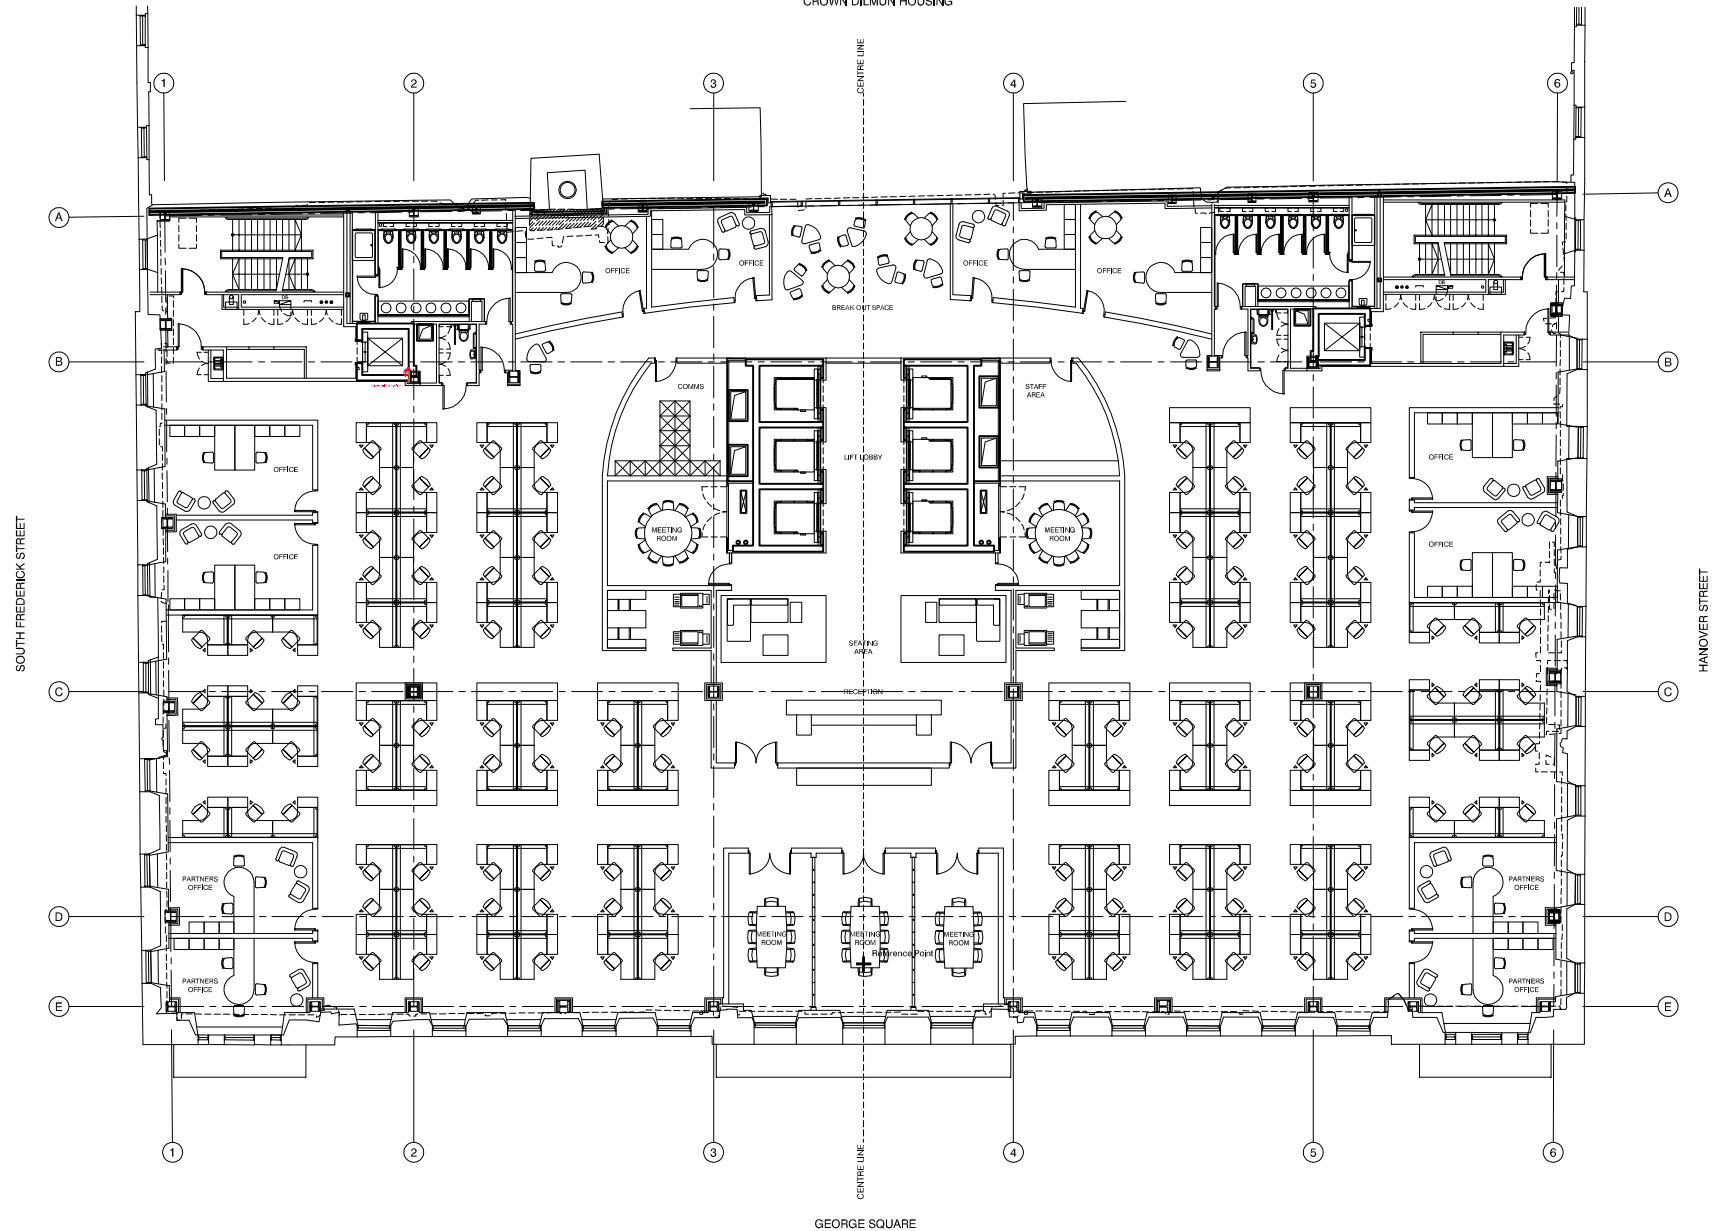 CROWN DILMUN HOUSING
CENTRE LINE
1
2
3
4
5
6
A
A
OFFICE
OFFICE
OFFICE
OFFICE
DB
DB
BREAK OUT SPACE
B
B
COMMS
STAFF
AREA
LIFT LOBBY
OFFICE
OFFICE
MEETING
ROOM
MEETING
ROOM
OFFICE
OFFICE
SOUTH FREDERICK STREET
HANOVER STREET
SEATING
AREA
C
RECEPTION
C
PARTNERS
OFFICE
PARTNERS
OFFICE
D
D
MEETING
ROOM
MEETING
ROOM
MEETING
ROOM
Reference Point
PARTNERS
OFFICE
PARTNERS
OFFICE
E
E
1
2
3
4
5
6
CENTRE LINE
GEORGE SQUARE